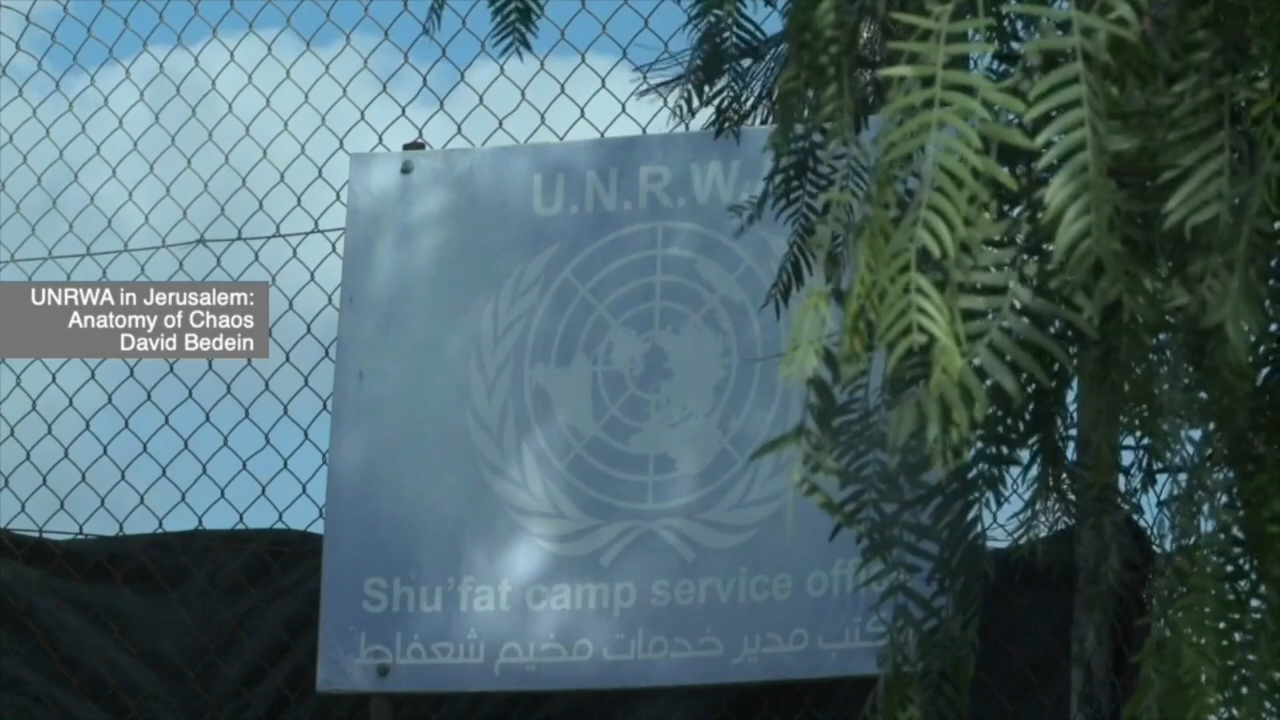 UNRWA in Jerusalem:
Anatomy of Chaos
David Bedein
U.N.R.W.
Shu'fat camp service
مدير خدمات مخيم شعفاط